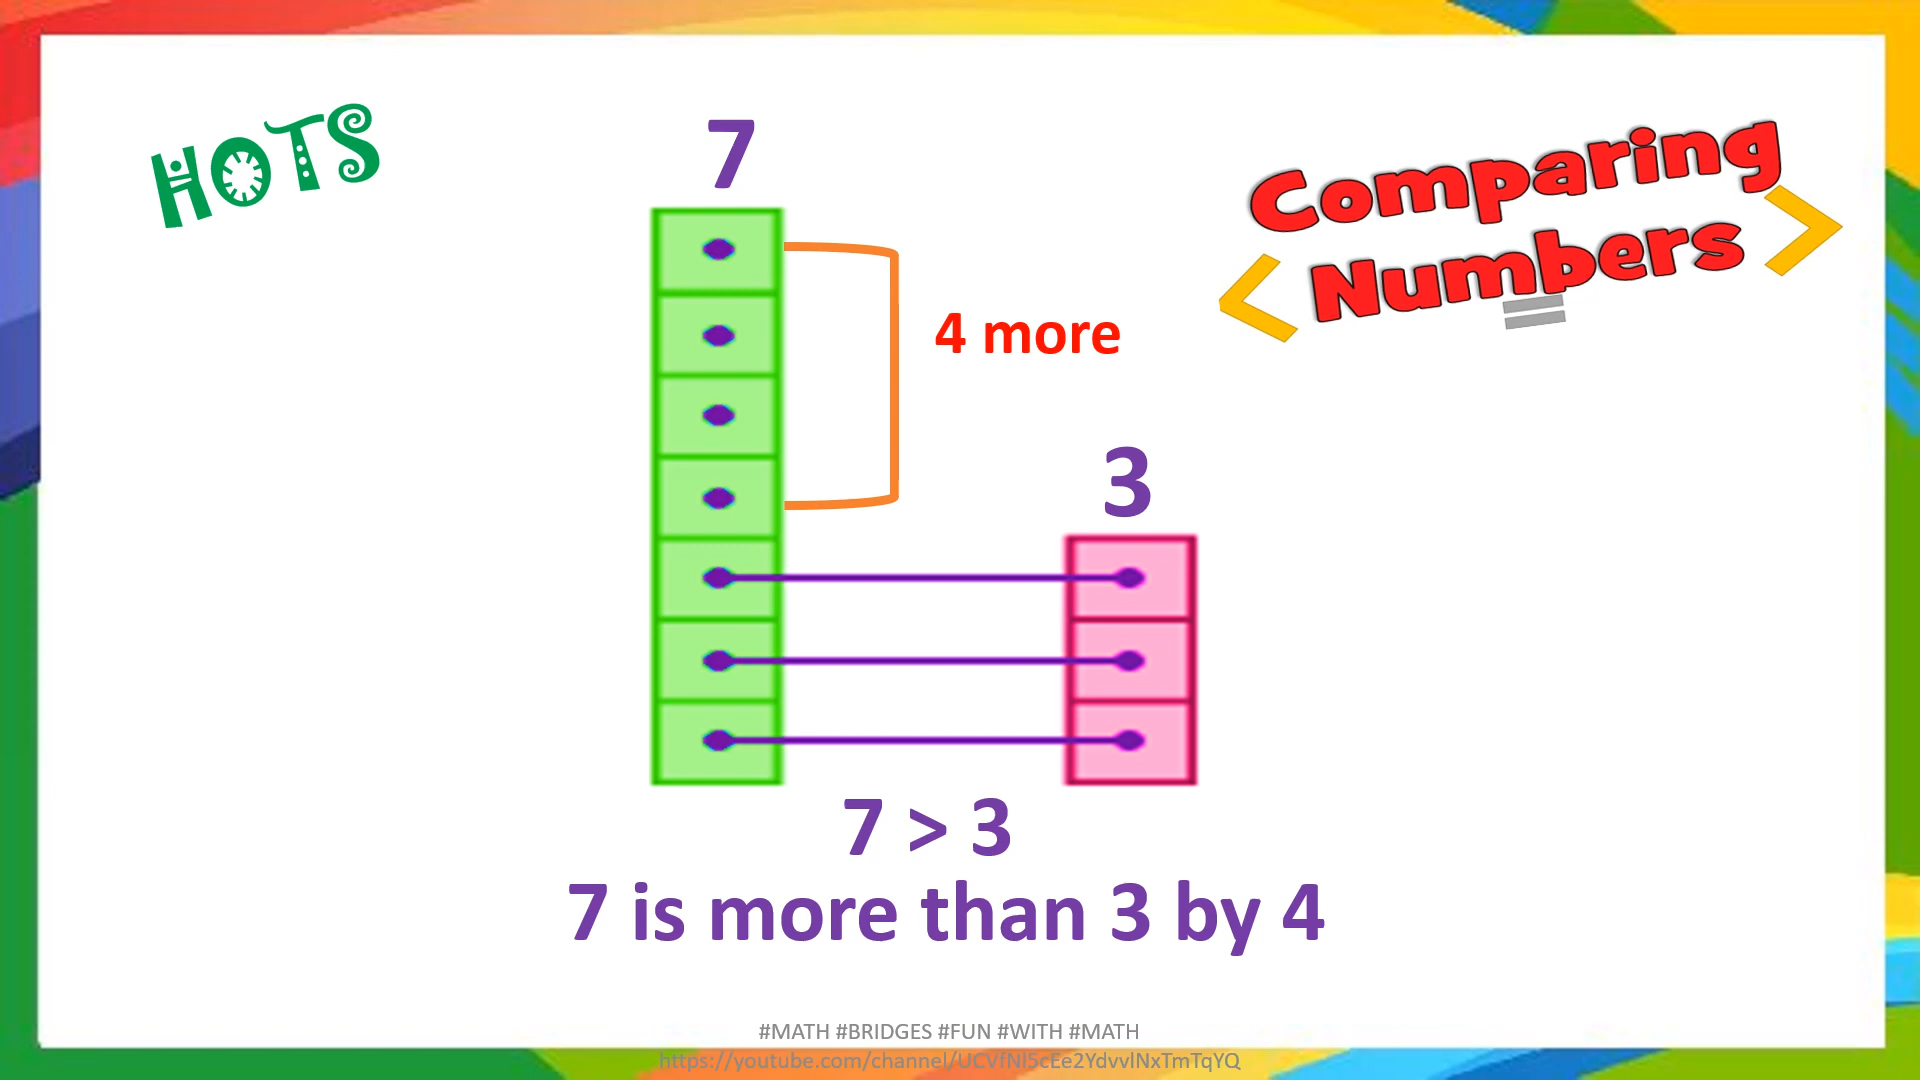 HOTS
7
Comparing
< Numbers >
=
4 more
3
7 > 3
7 is more than 3 by 4
#MATH #BRIDGES #FUN #WITH #MATH